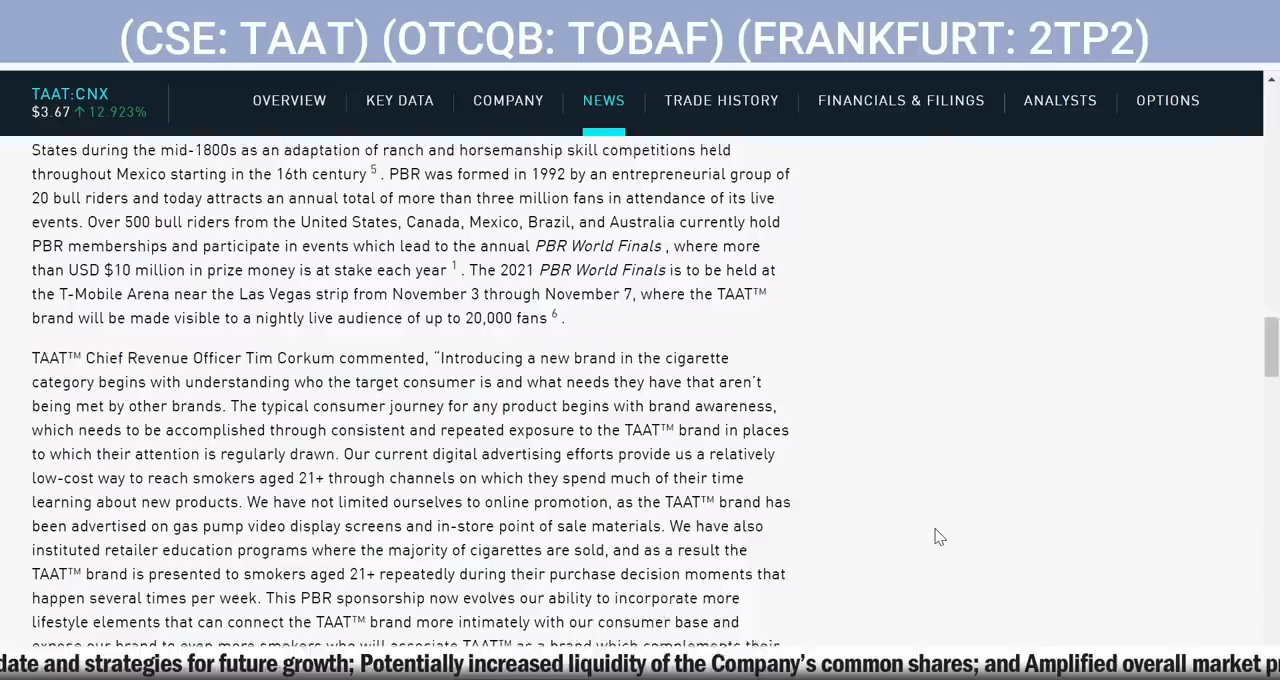 (CSE: TAAT) (OTCQB: TOBAF) (FRANKFURT: 2TP2)
TAAT:CNX
$3.67 ↑ 12.923%
OVERVIEW
KEY DATA
COMPANY
NEWS
TRADE HISTORY
FINANCIALS & FILINGS
ANALYSTS
OPTIONS
States during the mid-1800s as an adaptation of ranch and horsemanship skill competitions held
throughout Mexico starting in the 16th century 5 . PBR was formed in 1992 by an entrepreneurial group of
20 bull riders and today attracts an annual total of more than three million fans in attendance of its live
events. Over 500 bull riders from the United States, Canada, Mexico, Brazil, and Australia currently hold
PBR memberships and participate in events which lead to the annual PBR World Finals , where more
than USD $10 million in prize money is at stake each year 1 . The 2021 PBR World Finals is to be held at
the T-Mobile Arena near the Las Vegas strip from November 3 through November 7, where the TAAT™
brand will be made visible to a nightly live audience of up to 20,000 fans 6 .
TAAT™ Chief Revenue Officer Tim Corkum commented, “Introducing a new brand in the cigarette
category begins with understanding who the target consumer is and what needs they have that aren’t
being met by other brands. The typical consumer journey for any product begins with brand awareness,
which needs to be accomplished through consistent and repeated exposure to the TAAT™ brand in places
to which their attention is regularly drawn. Our current digital advertising efforts provide us a relatively
low-cost way to reach smokers aged 21+ through channels on which they spend much of their time
learning about new products. We have not limited ourselves to online promotion, as the TAAT™ brand has
been advertised on gas pump video display screens and in-store point of sale materials. We have also
instituted retailer education programs where the majority of cigarettes are sold, and as a result the
TAAT™ brand is presented to smokers aged 21+ repeatedly during their purchase decision moments that
happen several times per week. This PBR sponsorship now evolves our ability to incorporate more
lifestyle elements that can connect the TAAT™ brand more intimately with our consumer base and
expose our brand to even more smokers who will associate TAAT™ as a brand which complements their
date and strategies for future growth; Potentially increased liquidity of the Company’s common shares; and Amplified overall market p